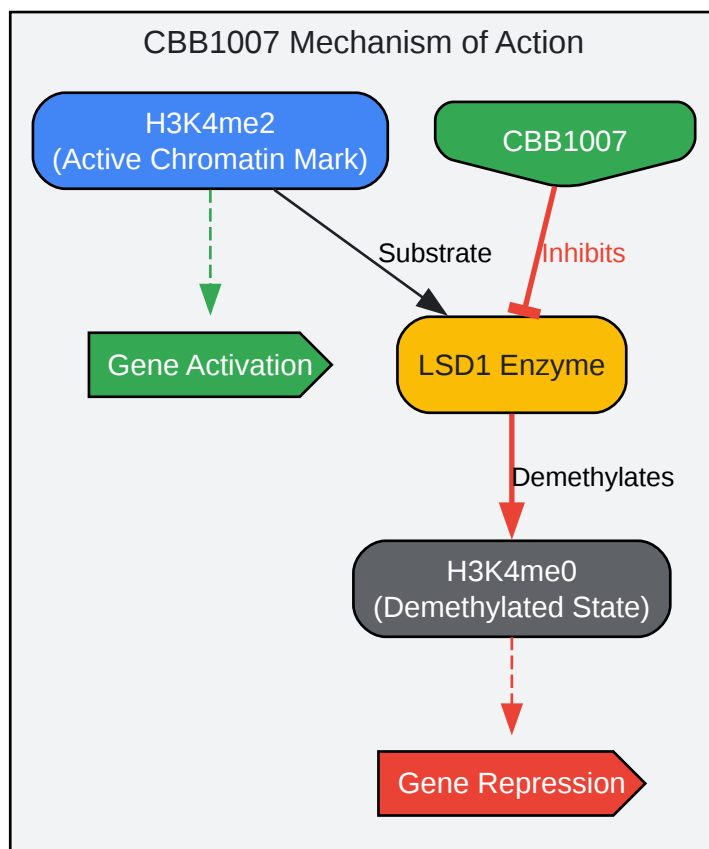 CBB1007 Mechanism of Action
H3K4me2
(Active Chromatin Mark)
CBB1007
Substrate
Inhibits
Gene Activation
LSD1 Enzyme
Demethylates
H3K4me0
(Demethylated State)
Gene Repression